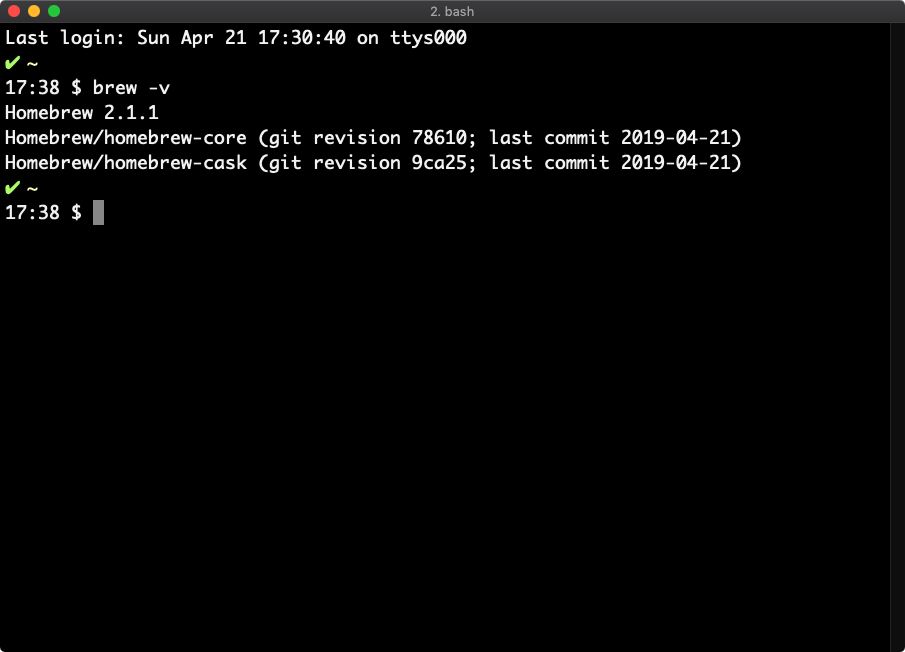 2. bash
Last login: Sun Apr 21 17:30:40 on ttys000
✔ ~
17:38 $ brew -v
Homebrew 2.1.1
Homebrew/homebrew-core (git revision 78610; last commit 2019-04-21)
Homebrew/homebrew-cask (git revision 9ca25; last commit 2019-04-21)
✔ ~
17:38 $